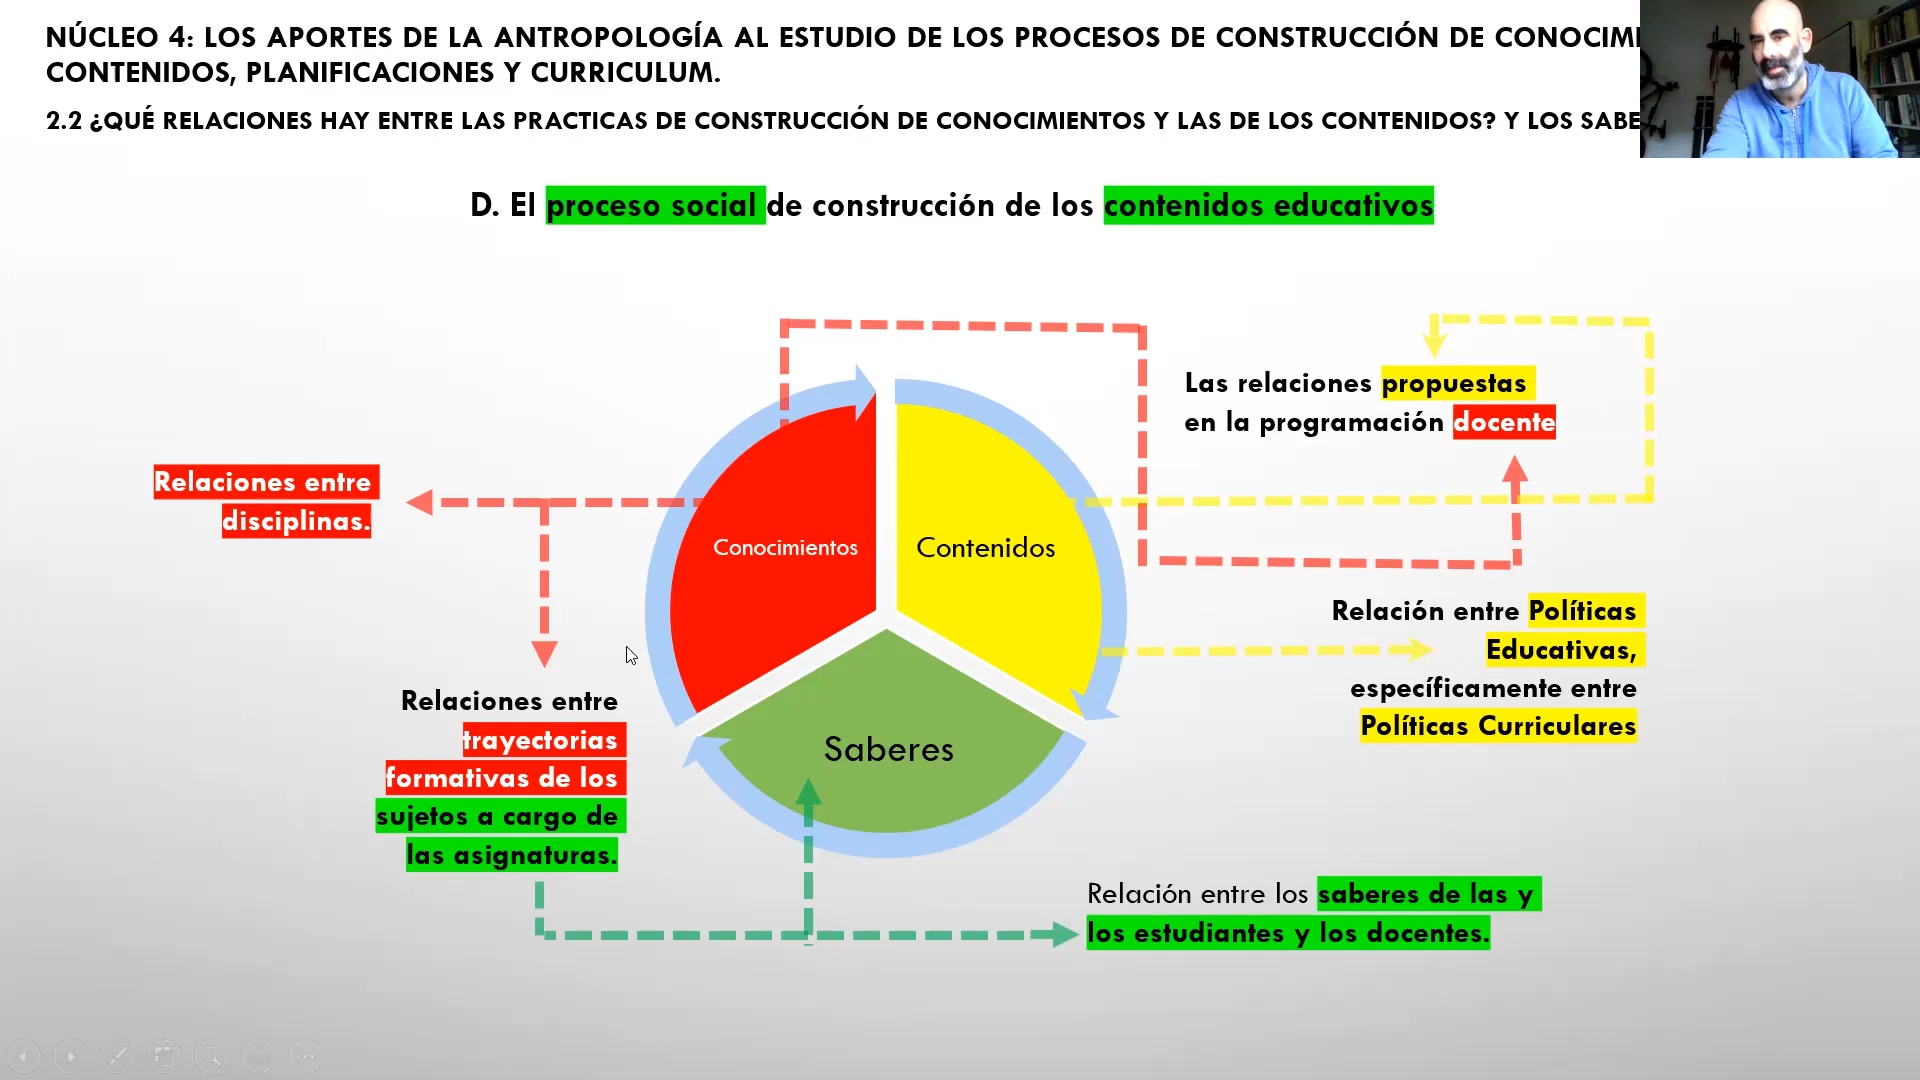 NÚCLEO 4: LOS APORTES DE LA ANTROPOLOGÍA AL ESTUDIO DE LOS PROCESOS DE CONSTRUCCIÓN DE
CONTENIDOS, PLANIFICACIONES Y CURRICULUM.
2.2 ¿QUÉ RELACIONES HAY ENTRE LAS PRACTICAS DE CONSTRUCCIÓN DE CONOCIMIENTOS Y LAS DE LOS CONTENIDOS? Y LOS
D. El proceso social de construcción de los contenidos educativos
Las relaciones propuestas
en la programación docente
Relaciones entre
disciplinas.
Conocimientos
Contenidos
Relación entre Políticas
Educativas,
específicamente entre
Políticas Curriculares
Relaciones entre
trayectorias
formativas de los
sujetos a cargo de
las asignaturas.
Saberes
Relación entre los saberes de las y
los estudiantes y los docentes.